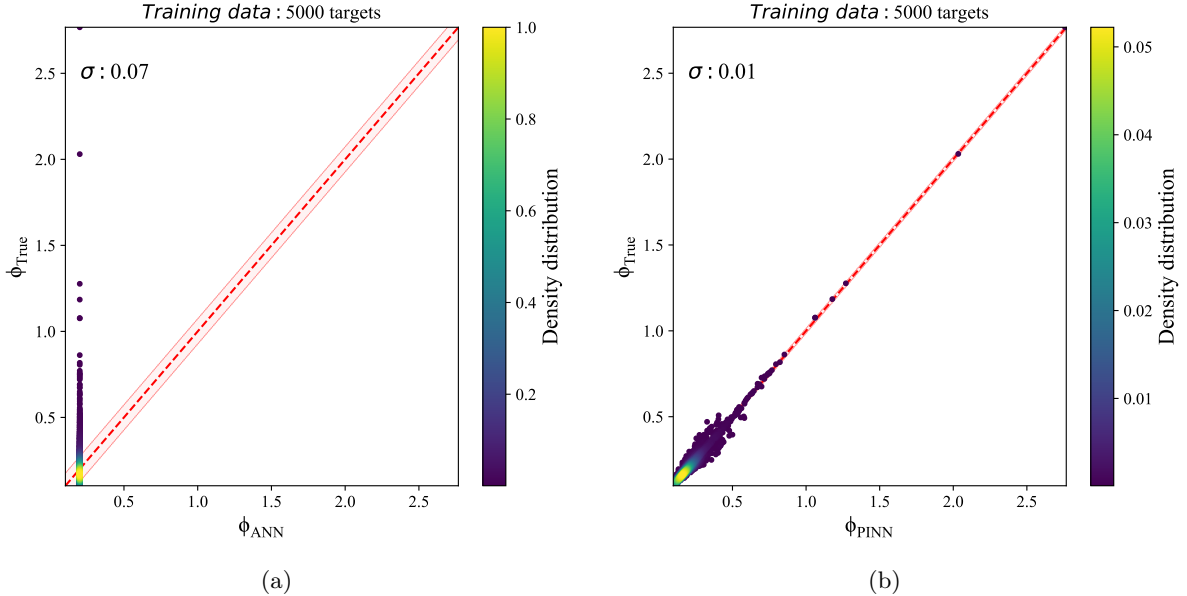 Training data : 5000 targets
σ : 0.07
2.5
2.0
1.5
1.0
0.5
ϕTrue
0.5 1.0 1.5 2.0 2.5
ϕANN
1.0
0.8
0.6
0.4
0.2
Density distribution
(a)
Training data : 5000 targets
σ : 0.01
2.5
2.0
1.5
1.0
0.5
ϕTrue
0.5 1.0 1.5 2.0 2.5
ϕPINN
0.05
0.04
0.03
0.02
0.01
Density distribution
(b)